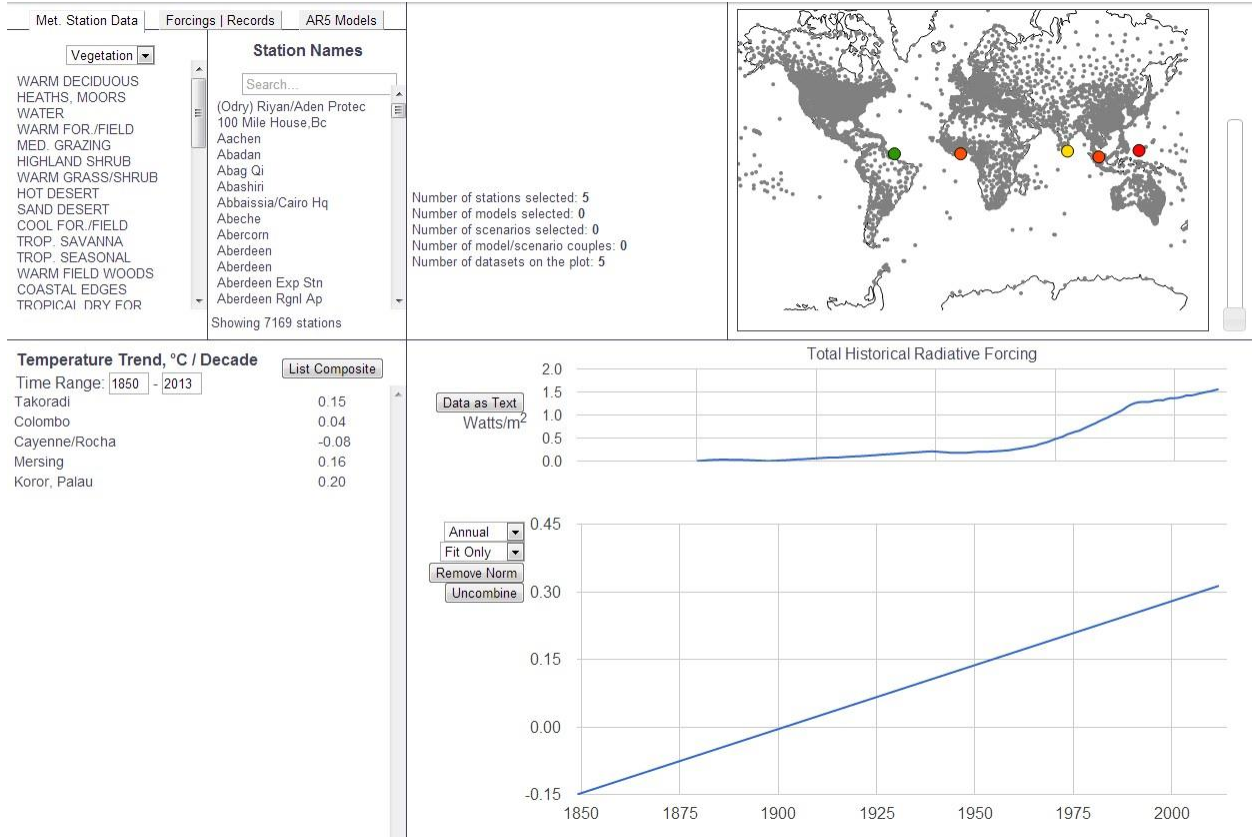 Met. Station Data
Forcings | Records
AR5 Models
Vegetation
WARM DECIDUOUS
HEATHS, MOORS
WATER
WARM FOR./FIELD
MED. GRAZING
HIGHLAND SHRUB
WARM GRASS/SHRUB
HOT DESERT
SAND DESERT
COOL FOR./FIELD
TROP. SAVANNA
TROP. SEASONAL
WARM FIELD WOODS
COASTAL EDGES
TROPICAL DRY FOR
Station Names
Search...
(Odry) Riyan/Aden Protec
100 Mile House,Bc
Aachen
Abadan
Abag Qi
Abashiri
Abbaissia/Cairo Hq
Abeche
Abercorn
Aberdeen
Aberdeen
Aberdeen Exp Stn
Aberdeen Rgnl Ap
Showing 7169 stations
Number of stations selected: 5
Number of models selected: 0
Number of scenarios selected: 0
Number of model/scenario couples: 0
Number of datasets on the plot: 5
Temperature Trend, °C / Decade
List Composite
Time Range: 1850 - 2013
Takoradi 0.15
Colombo 0.04
Cayenne/Rocha -0.08
Mersing 0.16
Koror, Palau 0.20
Total Historical Radiative Forcing
Data as Text
Watts/m2
2.0
1.5
1.0
0.5
0.0
Annual
Fit Only
Remove Norm
Uncombine
0.45
0.30
0.15
0.00
-0.15
1850 1875 1900 1925 1950 1975 2000